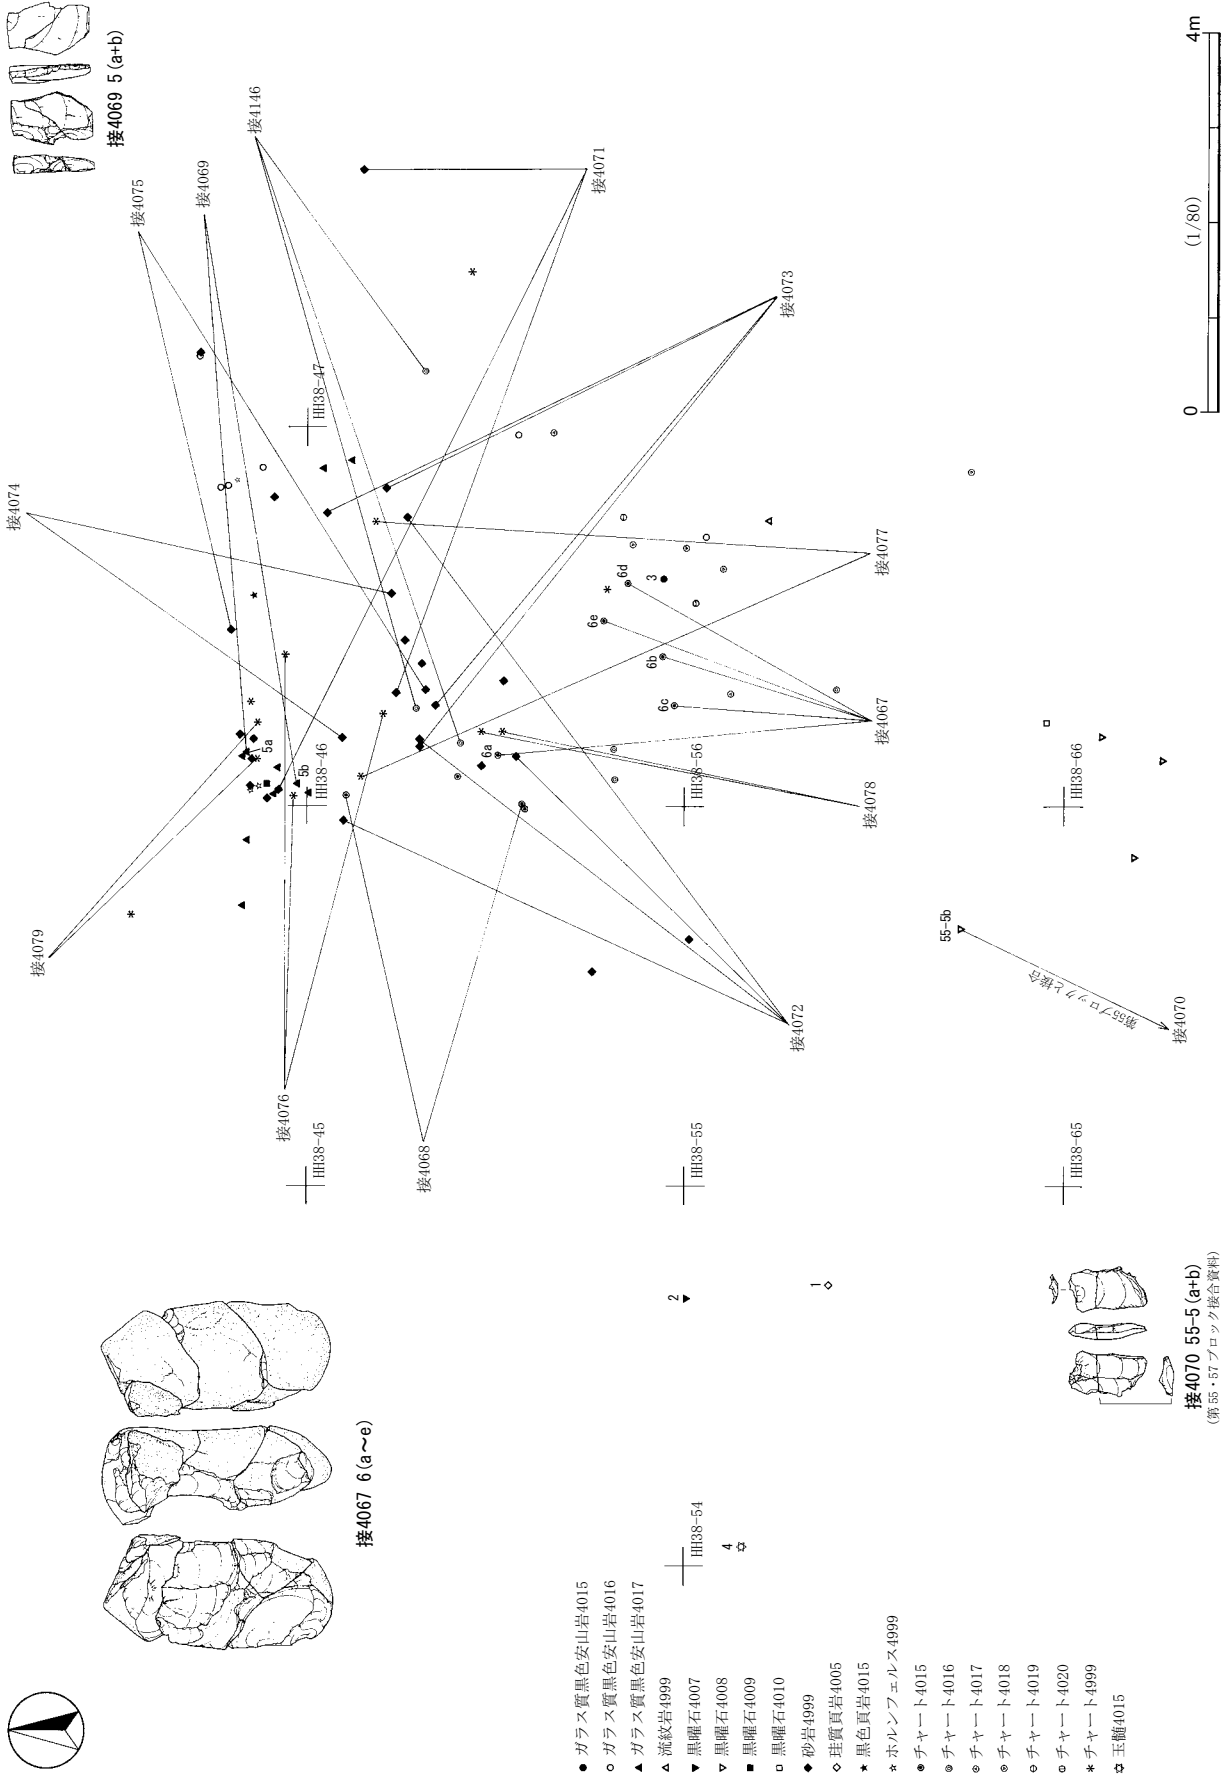 接4067 6(a～e)
接4069 5(a+b)
接4070 55-5(a+b)
(第55・57ブロック接合資料)
接4079
接4074
接4075
接4069
接4146
接4071
接4073
接4077
接4067
接4078
接4072
接4070
接4068
接4076
第55ブロックと接合
55-5b
5a
5b
6a
6b
6c
6d
6e
1
2
3
4
HH38-45
HH38-46
HH38-47
HH38-54
HH38-55
HH38-56
HH38-65
HH38-66
● ガラス質黒色安山岩4015
○ ガラス質黒色安山岩4016
▲ ガラス質黒色安山岩4017
△ 流紋岩4999
▼ 黒曜石4007
▽ 黒曜石4008
■ 黒曜石4009
□ 黒曜石4010
◆ 砂岩4999
◇ 珪質頁岩4005
★ 黒色頁岩4015
☆ ホルンフェルス4999
チャート4015
チャート4016
チャート4017
チャート4018
チャート4019
チャート4020
* チャート4999
玉髄4015
0 (1/80) 4m